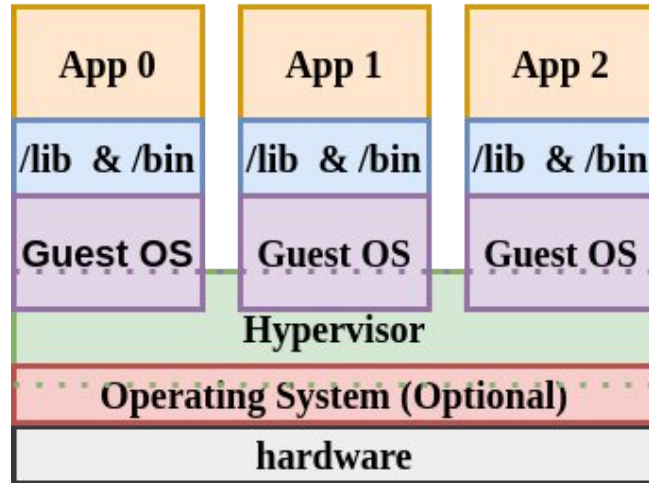 App 0
App 1
App 2
/lib & /bin
/lib & /bin
/lib & /bin
Guest OS
Guest OS
Guest OS
Hypervisor
Operating System (Optional)
hardware